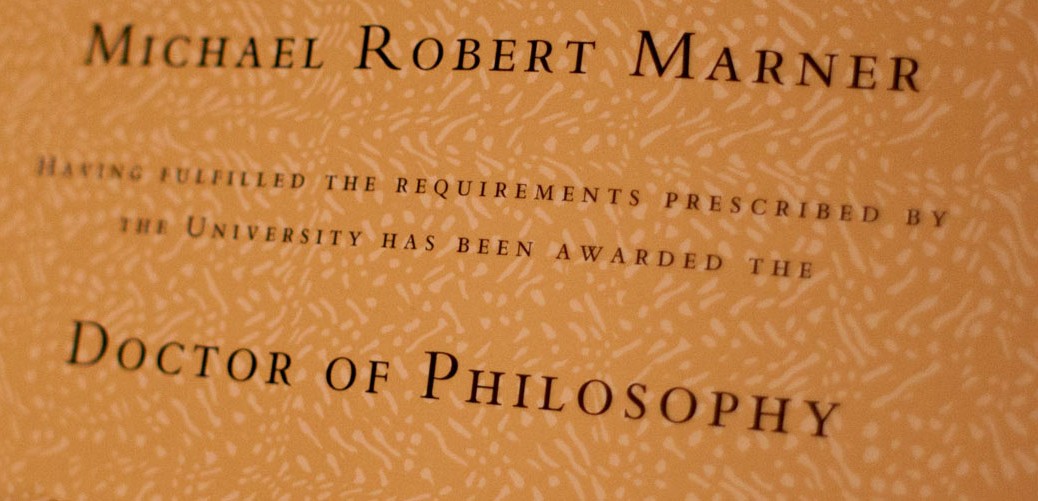 Michael Robert Marner
Having fulfilled the requirements prescribed by
the University has been awarded the
Doctor of Philosophy